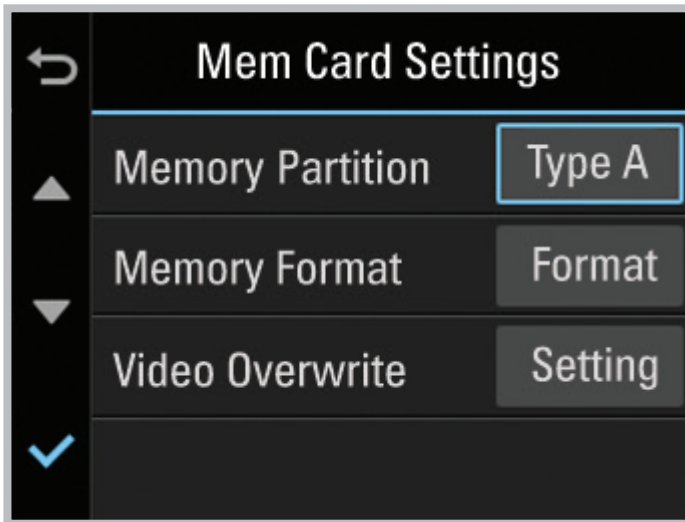 Mem Card Settings
Memory Partition Type A
Memory Format Format
Video Overwrite Setting